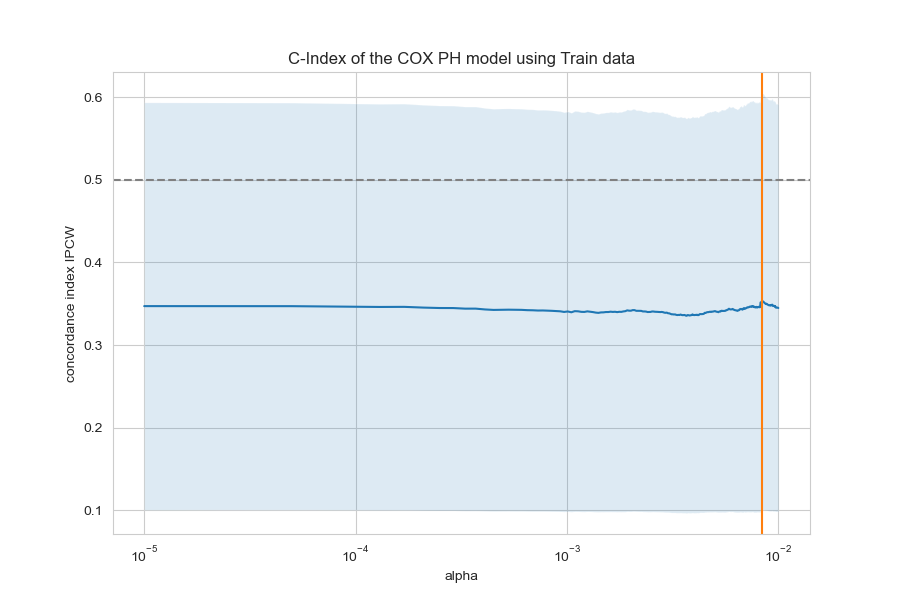 C-Index of the COX PH model using Train data
concordance index IPCW
0.6
0.5
0.4
0.3
0.2
0.1
10⁻⁵ 10⁻⁴ 10⁻³ 10⁻²
alpha